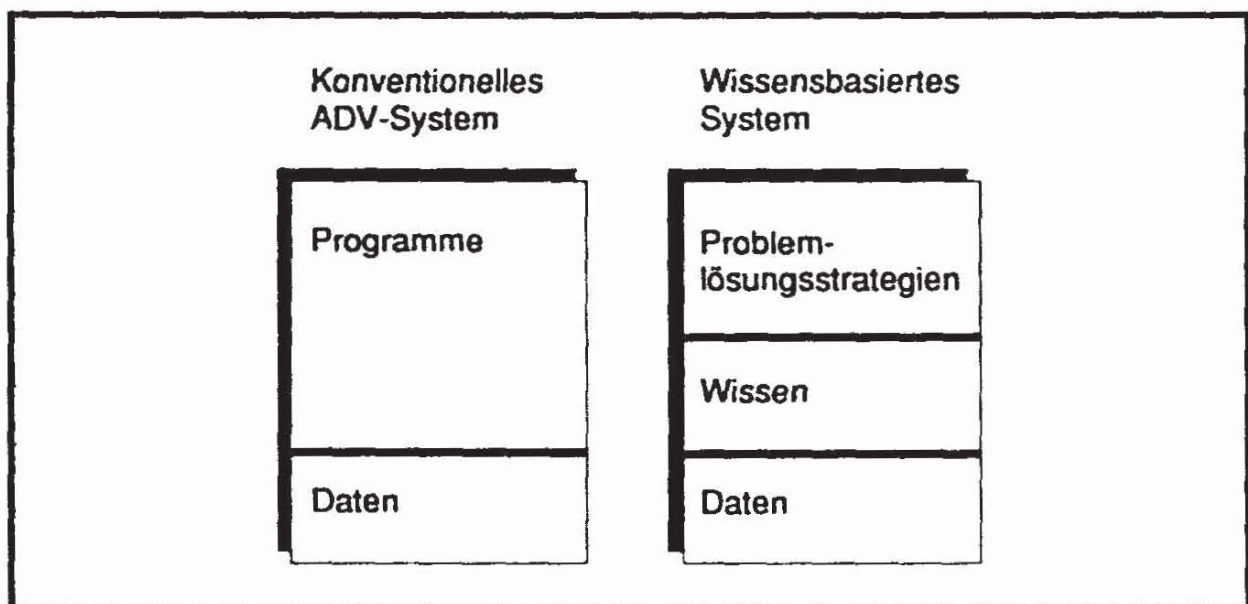 Konventionelles
ADV-System
Programme
Daten
Wissensbasiertes
System
Problem-
lösungsstrategien
Wissen
Daten